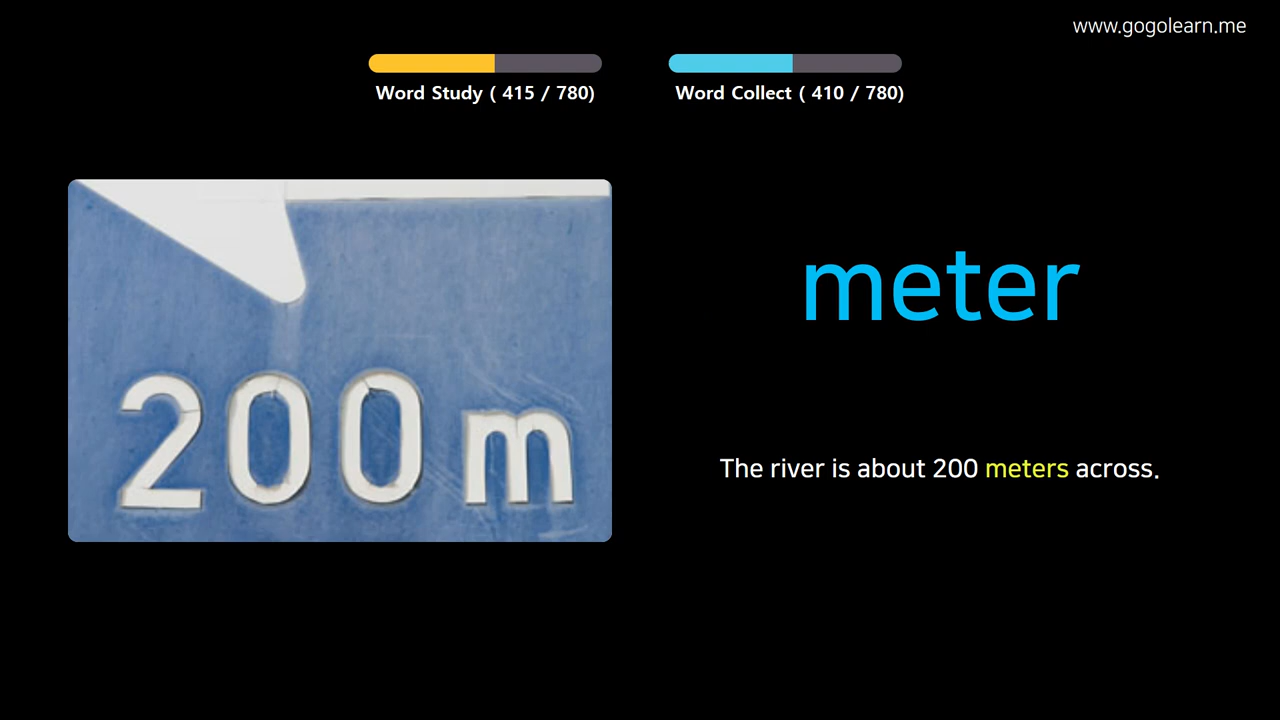 www.gogolearn.me
Word Study ( 415 / 780)
Word Collect ( 410 / 780)
200 m
meter
The river is about 200 meters across.